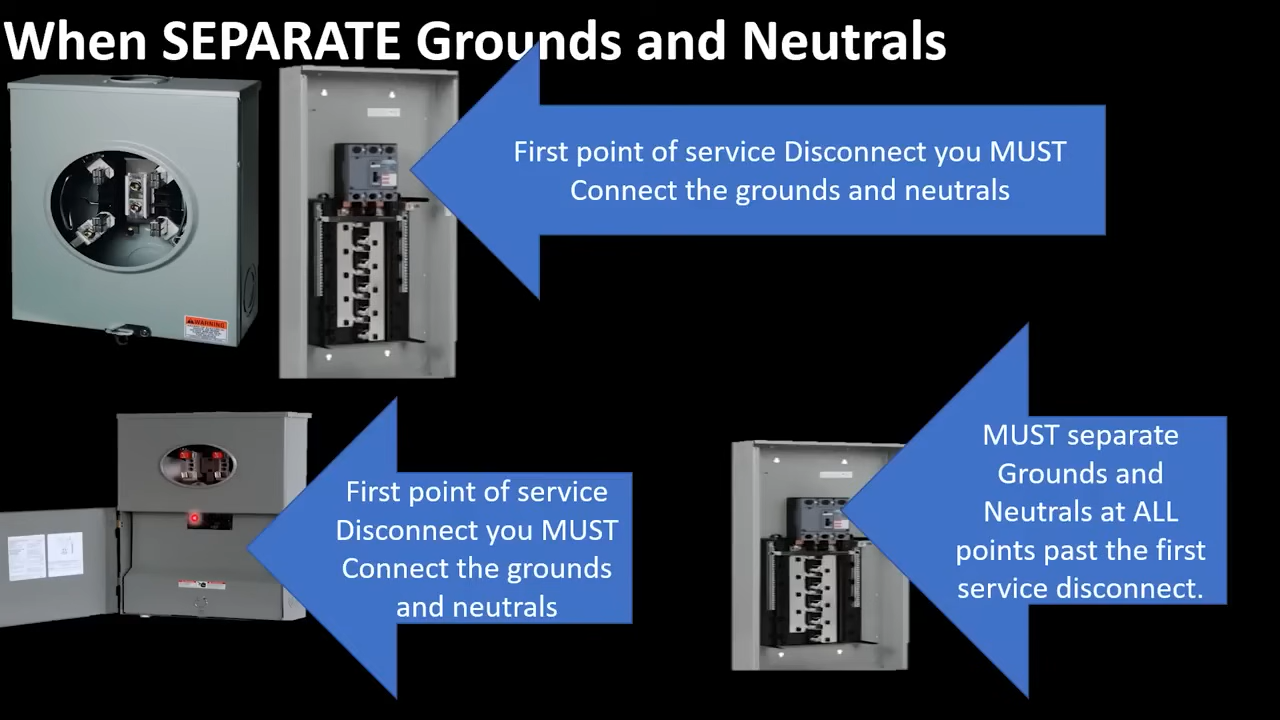 When SEPARATE Grounds and Neutrals
First point of service Disconnect you MUST
Connect the grounds and neutrals
WARNING
First point of service
Disconnect you MUST
Connect the grounds
and neutrals
MUST separate
Grounds and
Neutrals at ALL
points past the first
service disconnect.